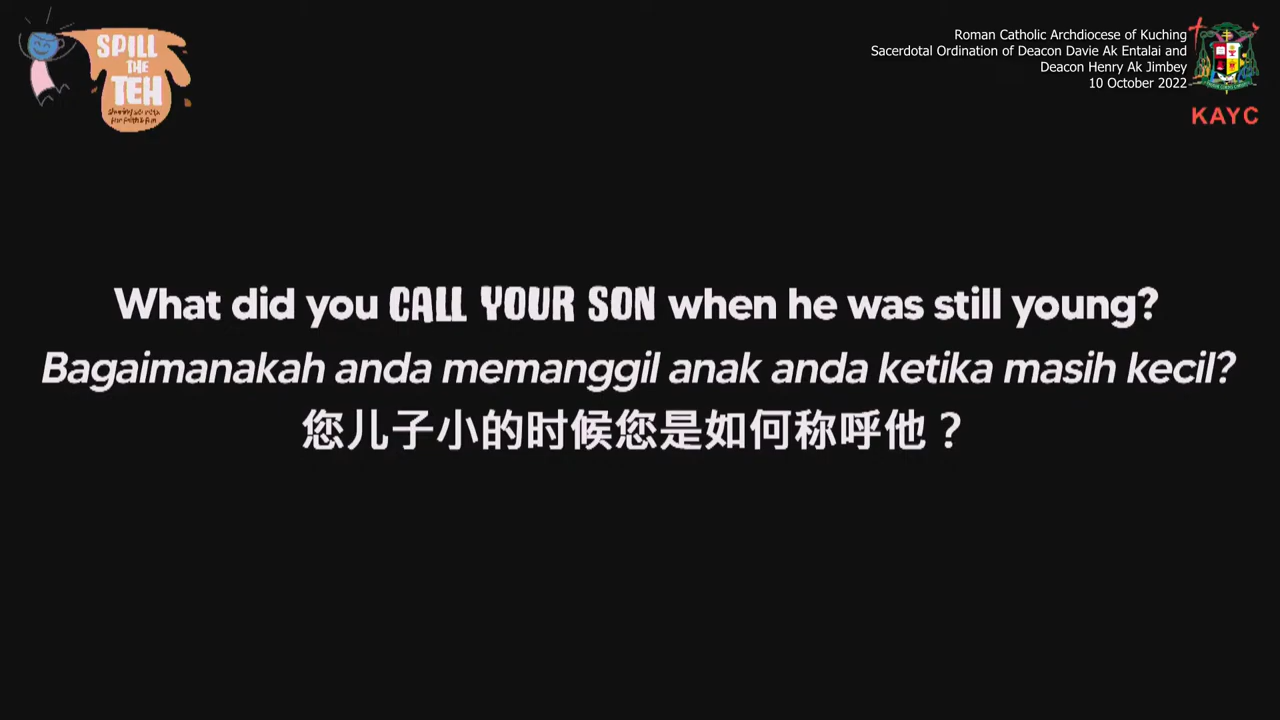 SPILL
THE
TEH
Roman Catholic Archdiocese of Kuching
Sacerdotal Ordination of Deacon Davie Ak Entalai and
Deacon Henry Ak Jimbey
10 October 2022
KAYC
What did you CALL YOUR SON when he was still young?
Bagaimanakah anda memanggil anak anda ketika masih kecil?
您儿子小的时候您是如何称呼他？